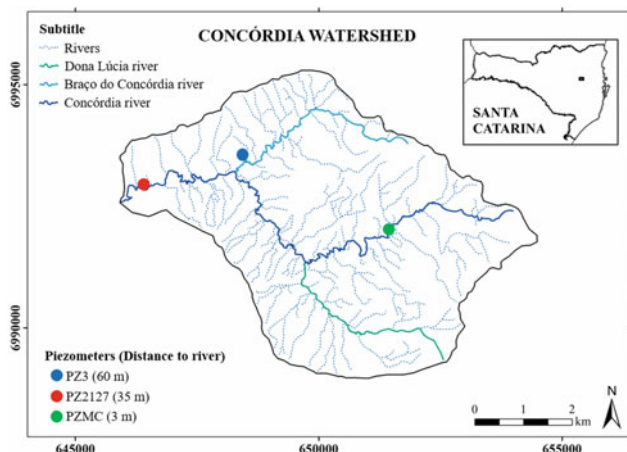 CONCÓRDIA WATERSHED
Subtitle
Rivers
Dona Lúcia river
Braço do Concórdia river
Concórdia river
SANTA
CATARINA
6995000
6990000
Piezometers (Distance to river)
PZ3 (60 m)
PZ2127 (35 m)
PZMC (3 m)
N
0 1 2
km
645000 650000 655000